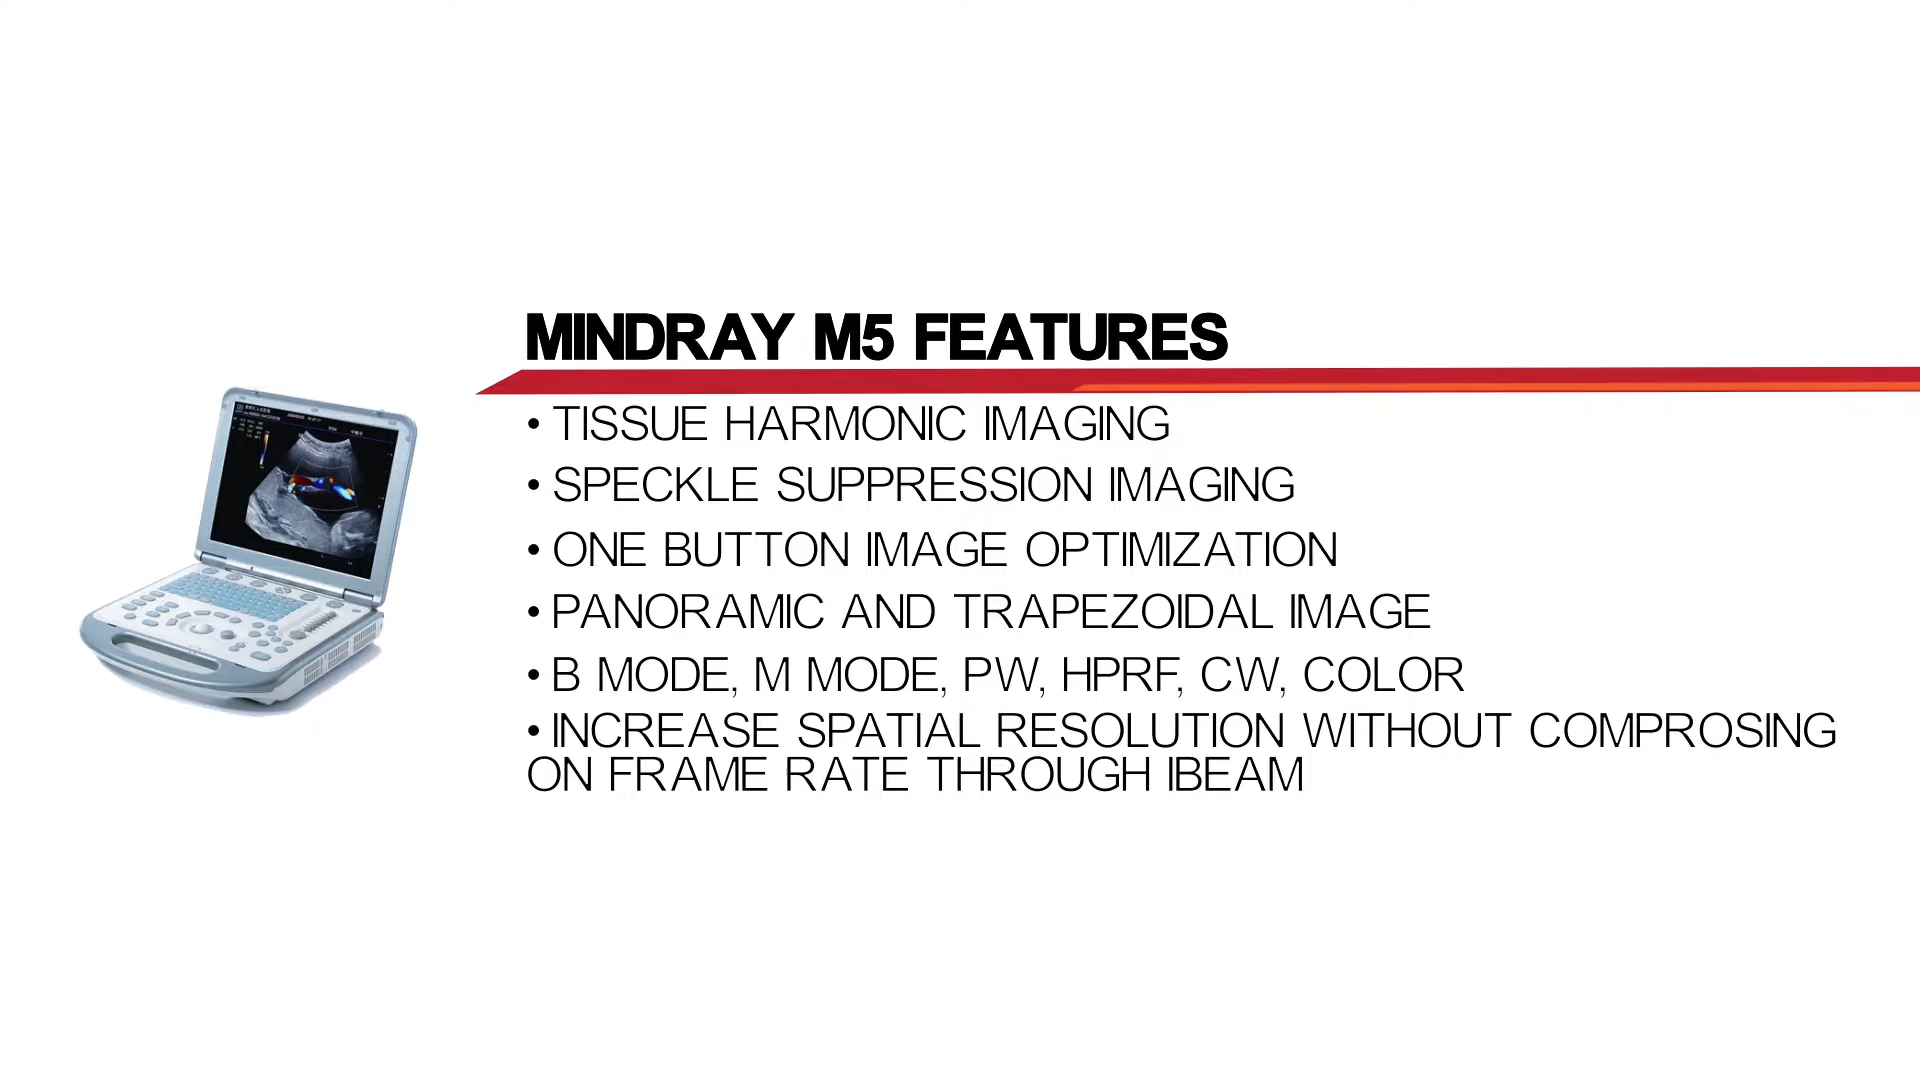 MINDRAY M5 FEATURES
• TISSUE HARMONIC IMAGING
• SPECKLE SUPPRESSION IMAGING
• ONE BUTTON IMAGE OPTIMIZATION
• PANORAMIC AND TRAPEZOIDAL IMAGE
• B MODE, M MODE, PW, HPRF, CW, COLOR
• INCREASE SPATIAL RESOLUTION WITHOUT COMPROSING
ON FRAME RATE THROUGH IBEAM